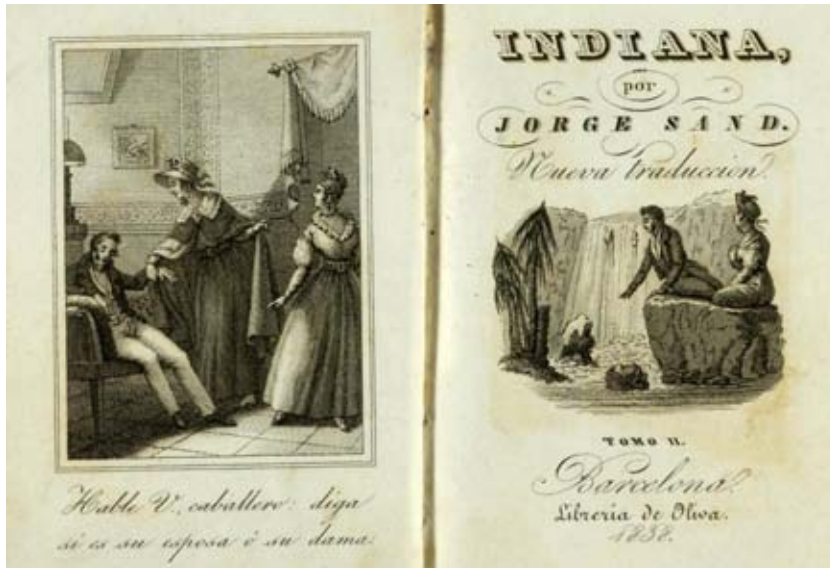 Hable V., caballero: diga
si es su esposa ó su dama.
INDIANA,
por
JORGE SAND.
Nueva traduccion.
TOMO II.
Barcelona.
Librería de Oliva.
1838.